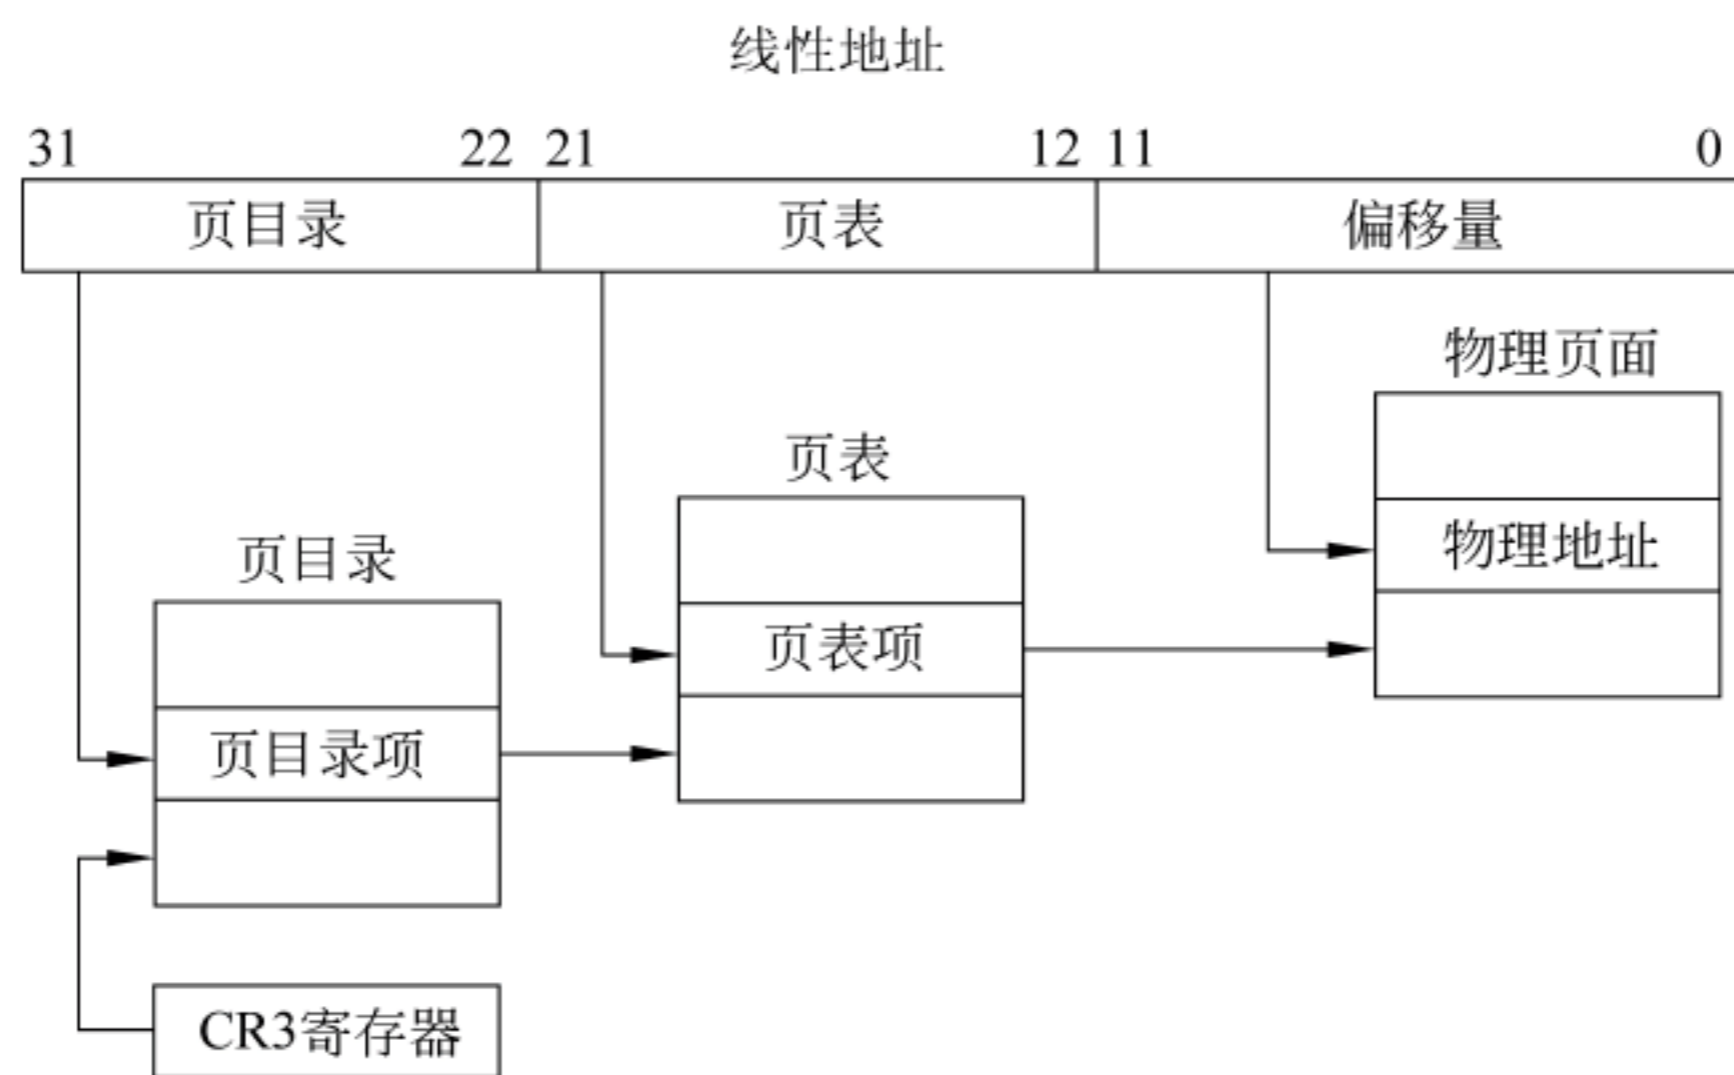 线性地址
31 22 21 12 11 0
页目录 页表 偏移量
物理页面
页表
物理地址
页目录
页表项
页目录项
CR3寄存器